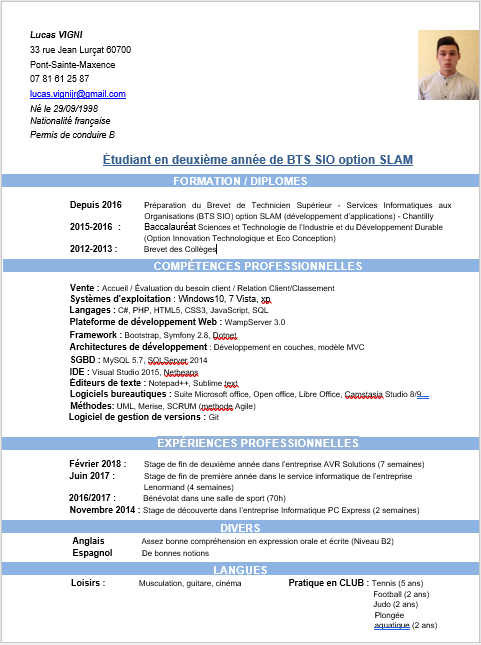 Lucas VIGNI
33 rue Jean Lurçat 60700
Pont-Sainte-Maxence
07 81 61 25 87
lucas.vignijr@gmail.com
Né le 29/09/1998
Nationalité française
Permis de conduire B
Étudiant en deuxième année de BTS SIO option SLAM
FORMATION / DIPLOMES
Depuis 2016 Préparation du Brevet de Technicien Supérieur - Services Informatiques aux
Organisations (BTS SIO) option SLAM (développement d'applications) - Chantilly
2015-2016 : Baccalauréat Sciences et Technologie de l'Industrie et du Développement Durable
(Option Innovation Technologique et Eco Conception)
2012-2013 : Brevet des Collèges
COMPÉTENCES PROFESSIONNELLES
Vente : Accueil / Évaluation du besoin client / Relation Client/Classement
Systèmes d'exploitation : Windows10, 7 Vista, xp
Langages : C#, PHP, HTML5, CSS3, JavaScript, SQL
Plateforme de développement Web : WampServer 3.0
Framework : Bootstrap, Symfony 2.8, Dotnet
Architectures de développement : Développement en couches, modèle MVC
SGBD : MySQL 5.7, SQLServer 2014
IDE : Visual Studio 2015, Netbeans
Éditeurs de texte : Notepad++, Sublime text
Logiciels bureautiques : Suite Microsoft office, Open office, Libre Office, Camstasia Studio 8/9...
Méthodes: UML, Merise, SCRUM (methode Agile)
Logiciel de gestion de versions : Git
EXPÉRIENCES PROFESSIONNELLES
Février 2018 : Stage de fin de deuxième année dans l'entreprise AVR Solutions (7 semaines)
Juin 2017 : Stage de fin de première année dans le service informatique de l'entreprise
Lenormand (4 semaines)
2016/2017 : Bénévolat dans une salle de sport (70h)
Novembre 2014 : Stage de découverte dans l'entreprise Informatique PC Express (2 semaines)
DIVERS
Anglais Assez bonne compréhension en expression orale et écrite (Niveau B2)
Espagnol De bonnes notions
LANGUES
Loisirs : Musculation, guitare, cinéma Pratique en CLUB : Tennis (5 ans)
Football (2 ans)
Judo (2 ans)
Plongée
aquatique (2 ans)